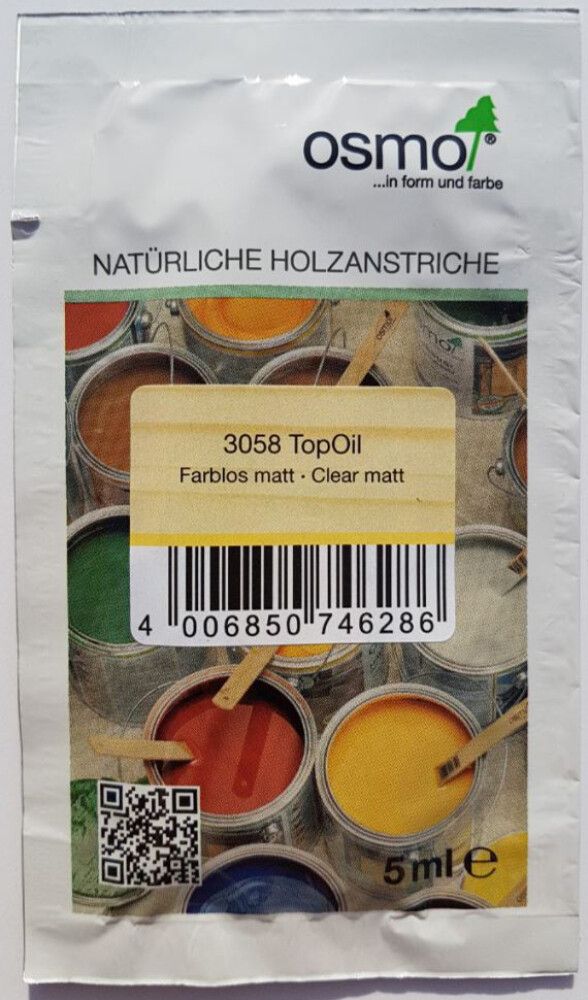 osmo®
...in form und farbe
NATÜRLICHE HOLZANSTRICHE
3058 TopOil
Farblos matt · Clear matt
4 006850 746286
5 ml e